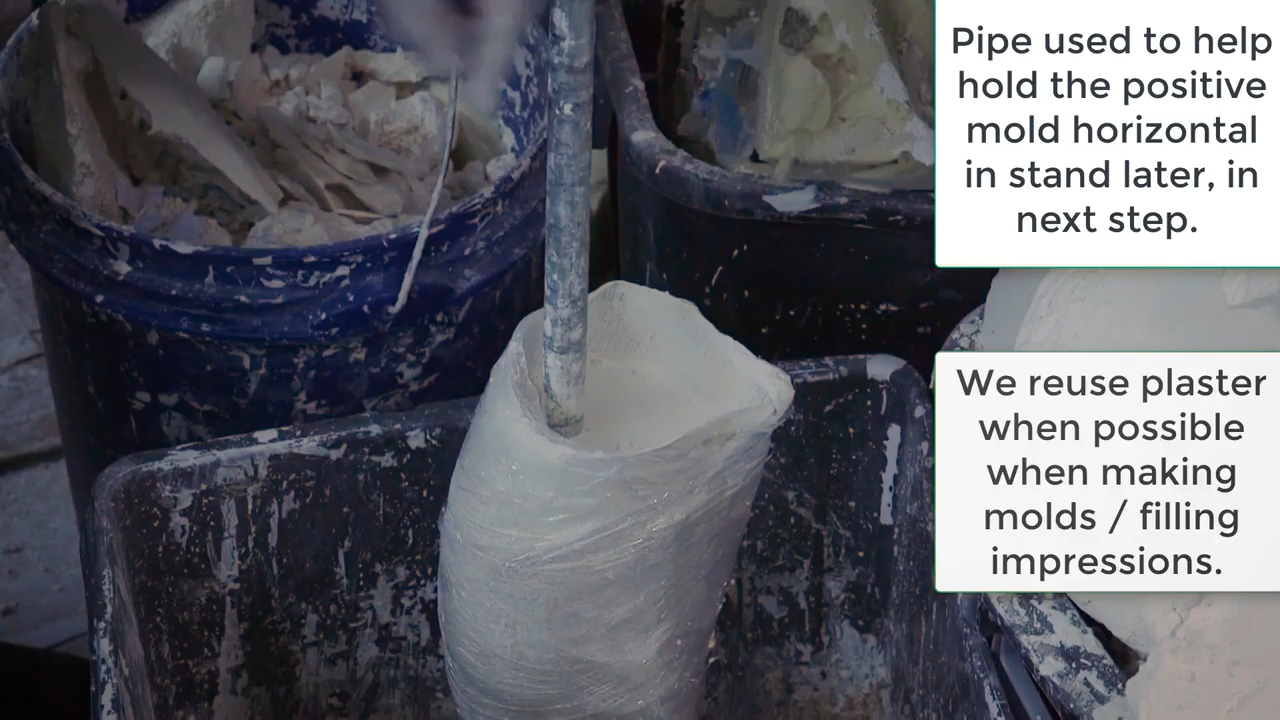 Pipe used to help
hold the positive
mold horizontal
in stand later, in
next step.
We reuse plaster
when possible
when making
molds / filling
impressions.